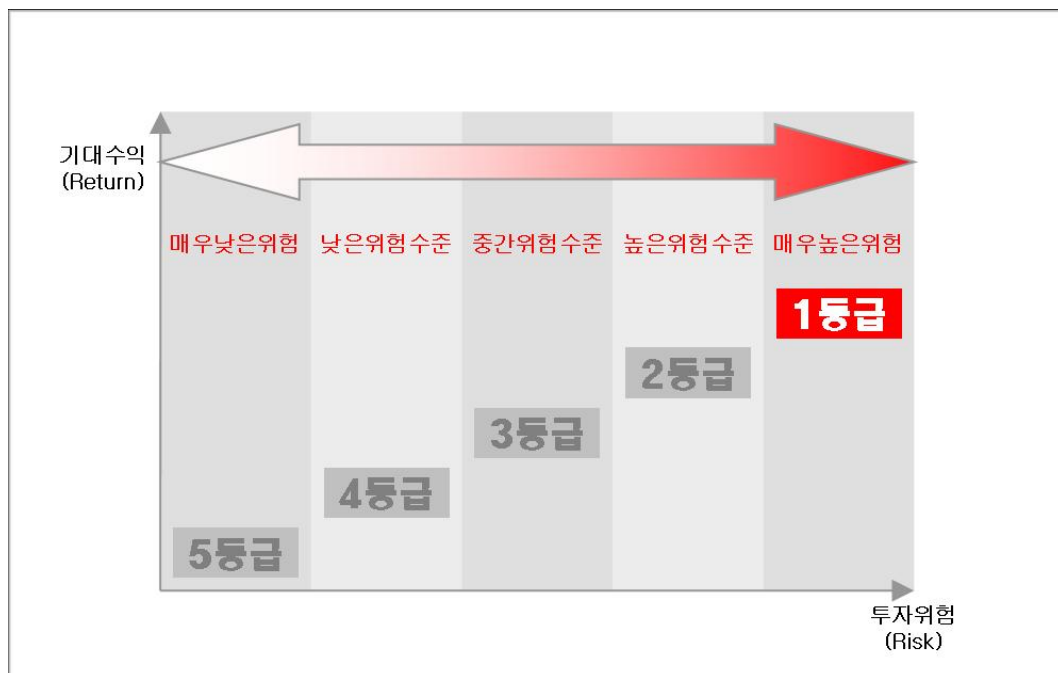 기대수익
(Return)
매우낮은위험 낮은위험수준 중간위험수준 높은위험수준 매우높은위험
1등급
2등급
3등급
4등급
5등급
투자위험
(Risk)